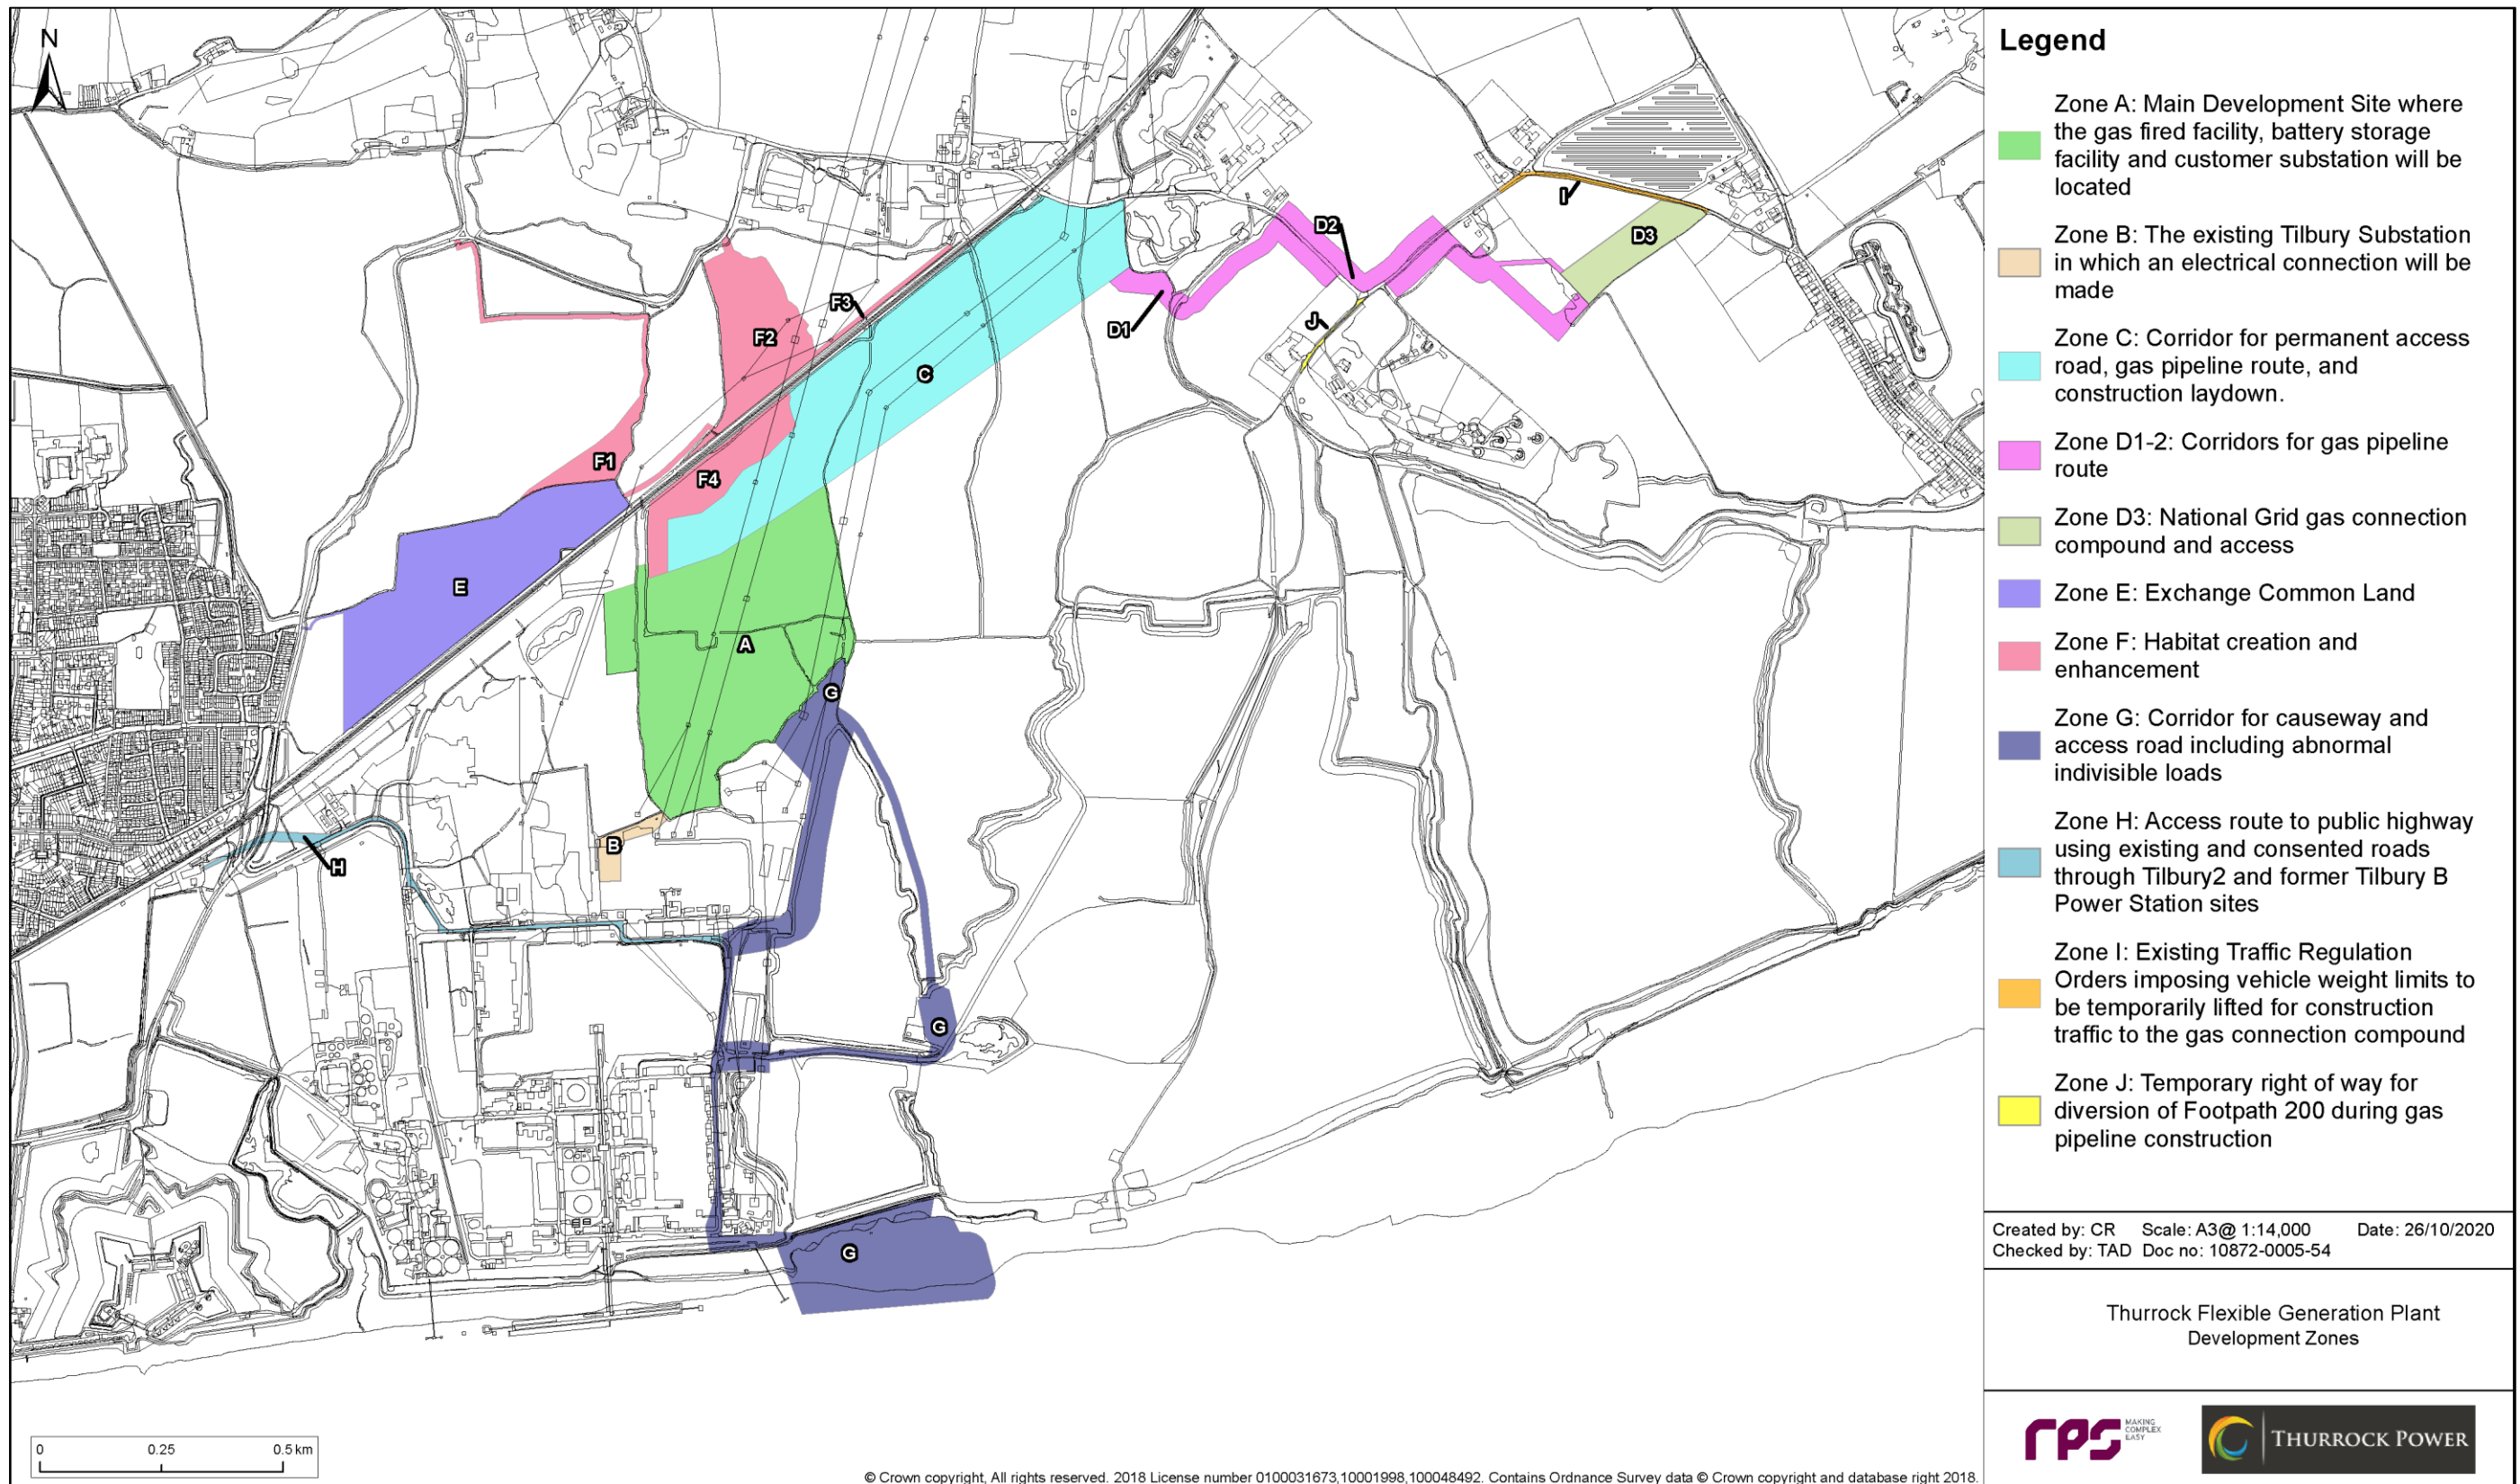 N
F3
F2
C
F1
F4
E
A
G
B
H
G
G
D1
D2
J
I
D3
0 0.25 0.5 km
© Crown copyright, All rights reserved. 2018 License number 0100031673,10001998,100048492. Contains Ordnance Survey data © Crown copyright and database right 2018.
Legend
Zone A: Main Development Site where
the gas fired facility, battery storage
facility and customer substation will be
located
Zone B: The existing Tilbury Substation
in which an electrical connection will be
made
Zone C: Corridor for permanent access
road, gas pipeline route, and
construction laydown.
Zone D1-2: Corridors for gas pipeline
route
Zone D3: National Grid gas connection
compound and access
Zone E: Exchange Common Land
Zone F: Habitat creation and
enhancement
Zone G: Corridor for causeway and
access road including abnormal
indivisible loads
Zone H: Access route to public highway
using existing and consented roads
through Tilbury2 and former Tilbury B
Power Station sites
Zone I: Existing Traffic Regulation
Orders imposing vehicle weight limits to
be temporarily lifted for construction
traffic to the gas connection compound
Zone J: Temporary right of way for
diversion of Footpath 200 during gas
pipeline construction
Created by: CR Scale: A3@ 1:14,000 Date: 26/10/2020
Checked by: TAD Doc no: 10872-0005-54
Thurrock Flexible Generation Plant
Development Zones
rps
MAKING
COMPLEX
EASY
THURROCK POWER